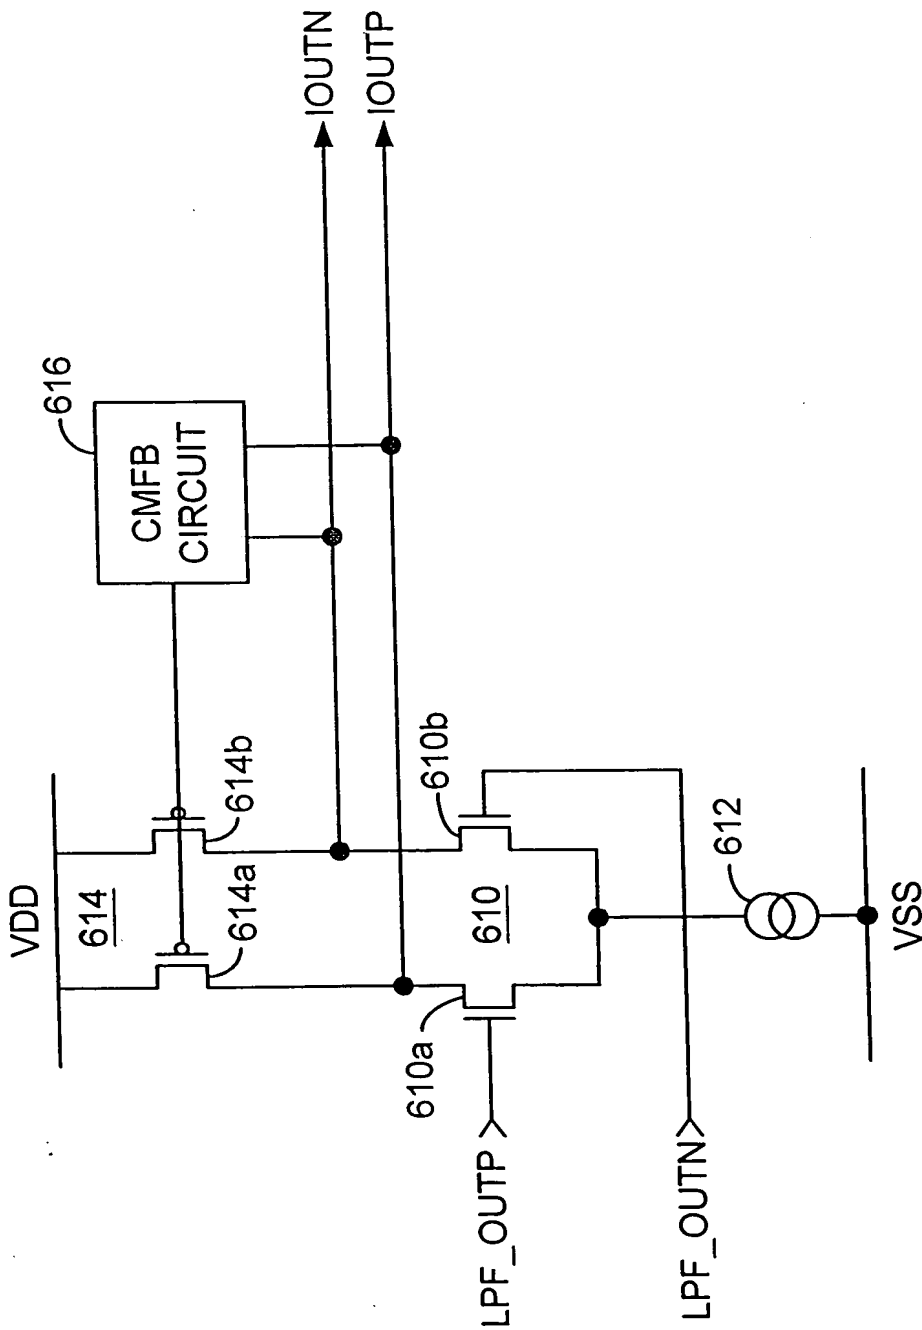 VDD
614
614a
614b
616
CMFB
CIRCUIT
IOUTN
IOUTP
610a
610
610b
LPF_OUTP
LPF_OUTN
612
VSS